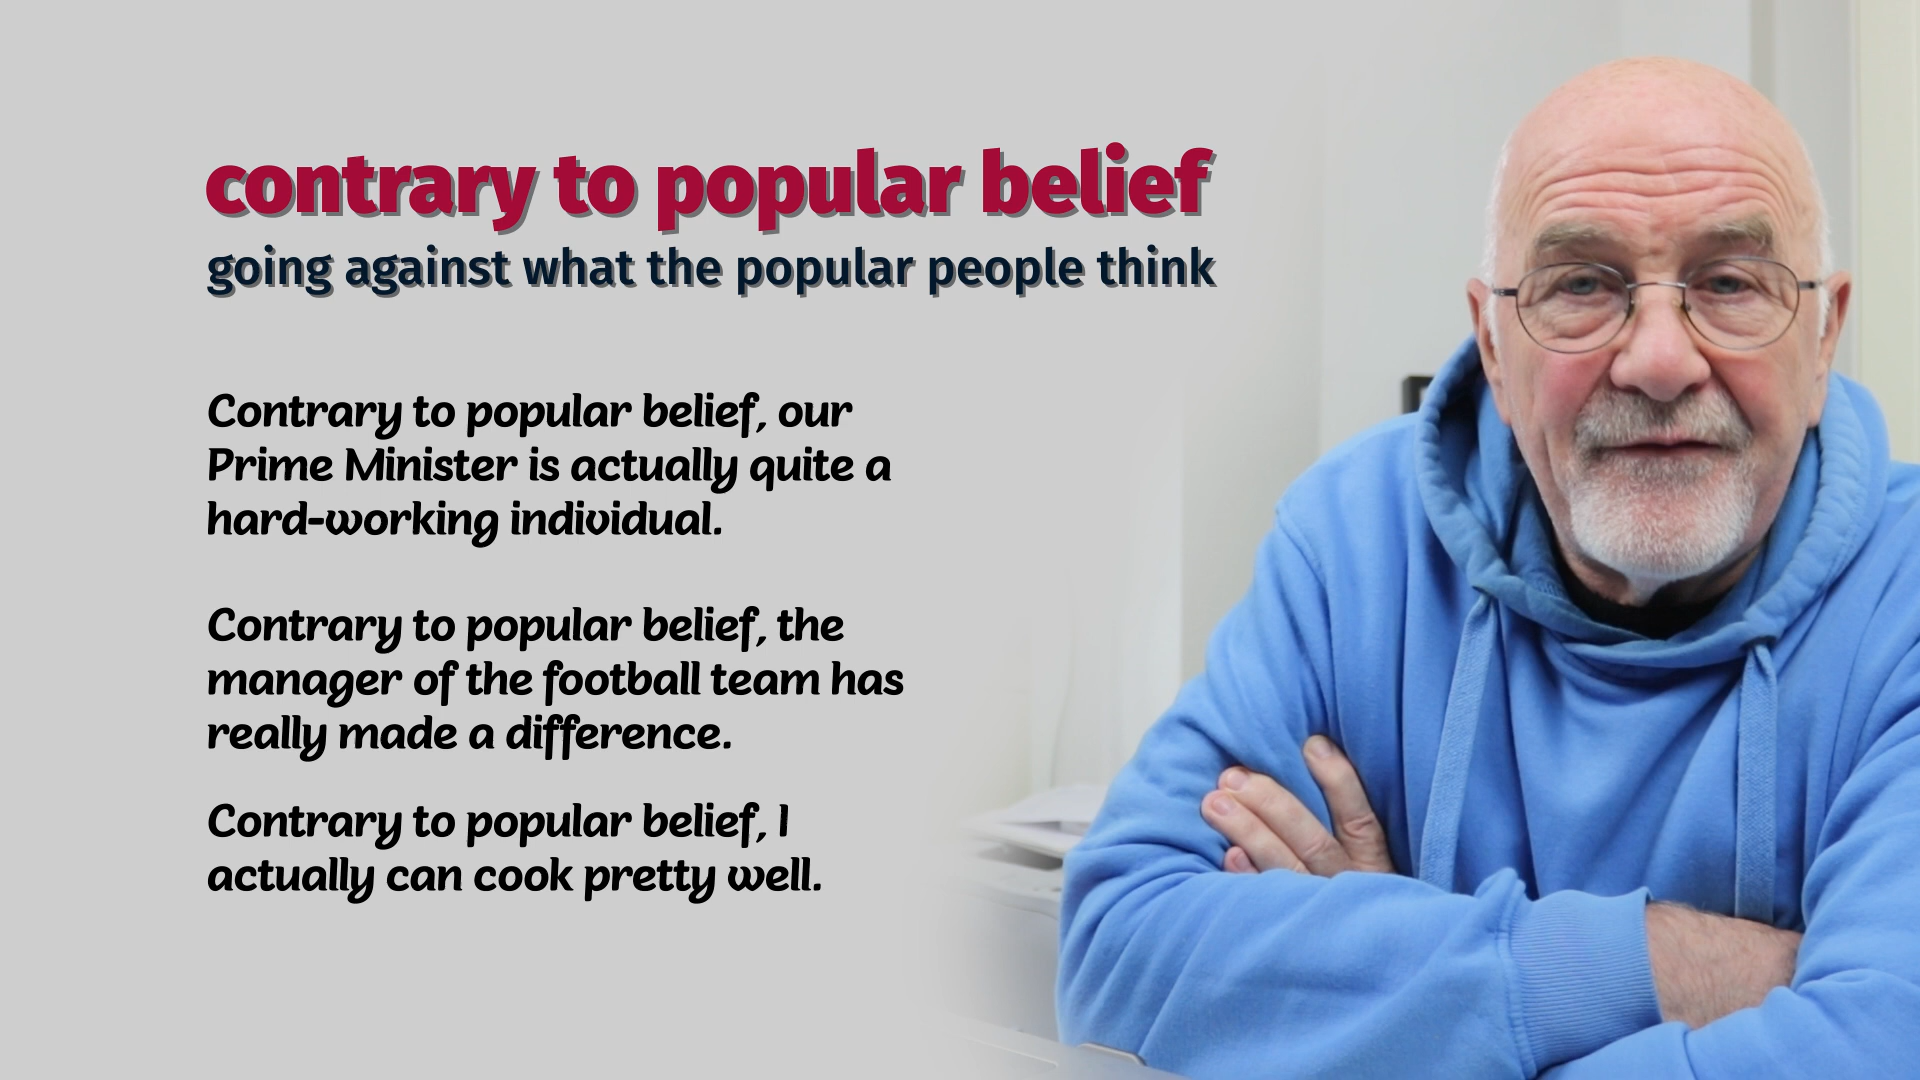 contrary to popular belief
going against what the popular people think
Contrary to popular belief, our
Prime Minister is actually quite a
hard-working individual.
Contrary to popular belief, the
manager of the football team has
really made a difference.
Contrary to popular belief, I
actually can cook pretty well.